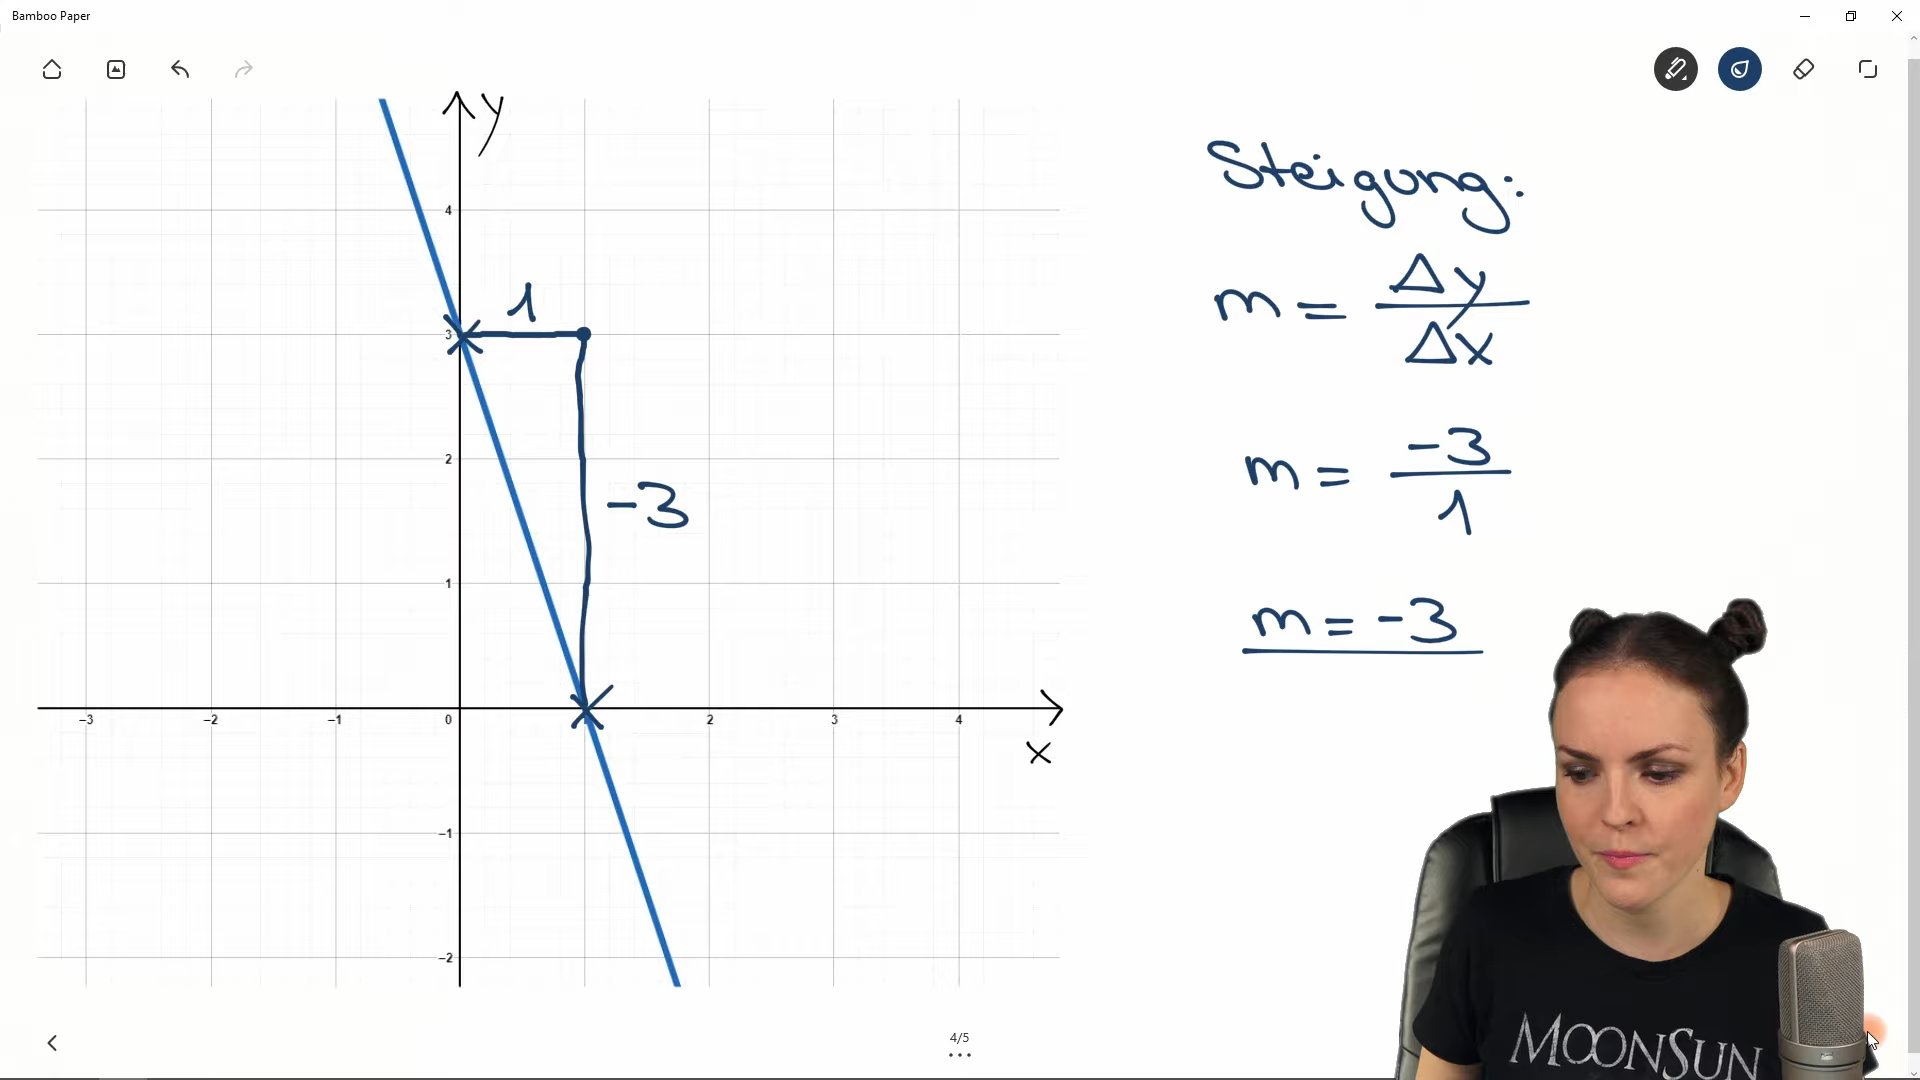 Bamboo Paper
y
4
3
2
1
-1
-2
1
-3
-3
-2
-1
0
2
3
4
x
Steigung:
m = Δy/Δx
m = -3/1
m = -3
MOONSUN
4/5